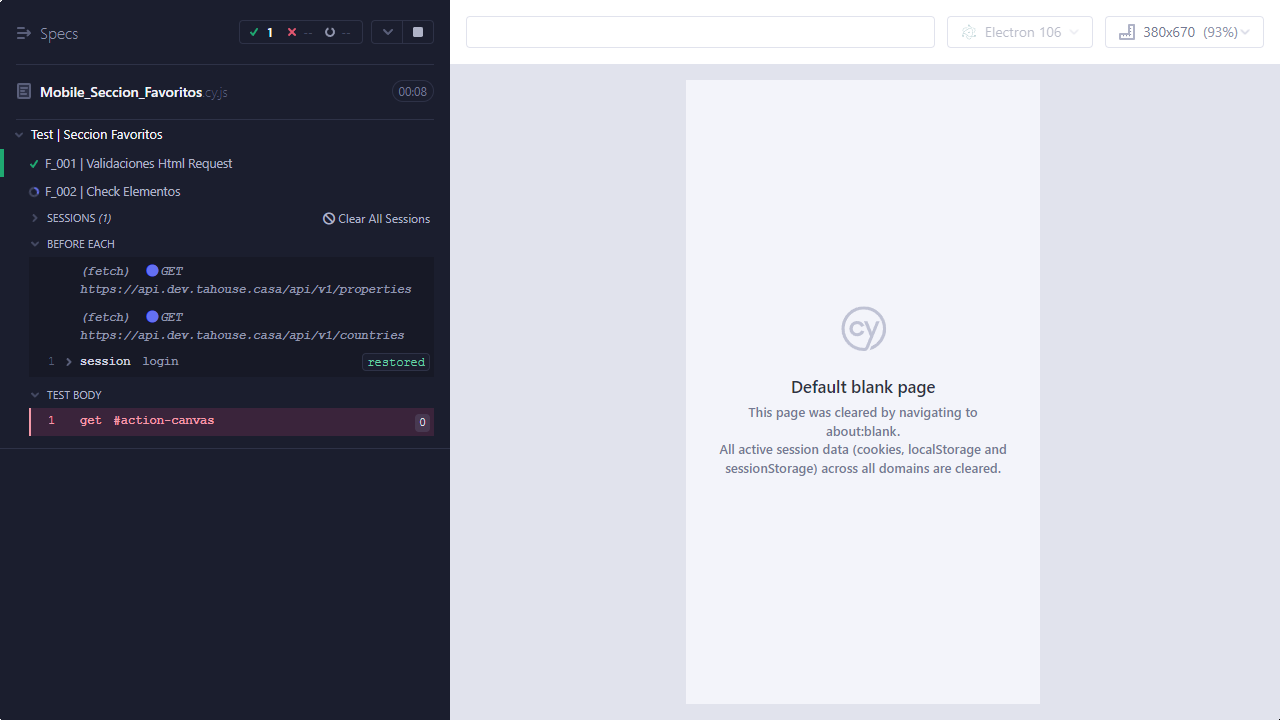 Specs
1
--
--
Mobile_Seccion_Favoritos.cy.js
00:08
Test | Seccion Favoritos
F_001 | Validaciones Html Request
F_002 | Check Elementos
SESSIONS (1)
Clear All Sessions
BEFORE EACH
(fetch) GET
https://api.dev.tahouse.casa/api/v1/properties
(fetch) GET
https://api.dev.tahouse.casa/api/v1/countries
1 session login restored
TEST BODY
1 get #action-canvas 0
Electron 106
380x670 (93%)
cy
Default blank page
This page was cleared by navigating to
about:blank.
All active session data (cookies, localStorage and
sessionStorage) across all domains are cleared.